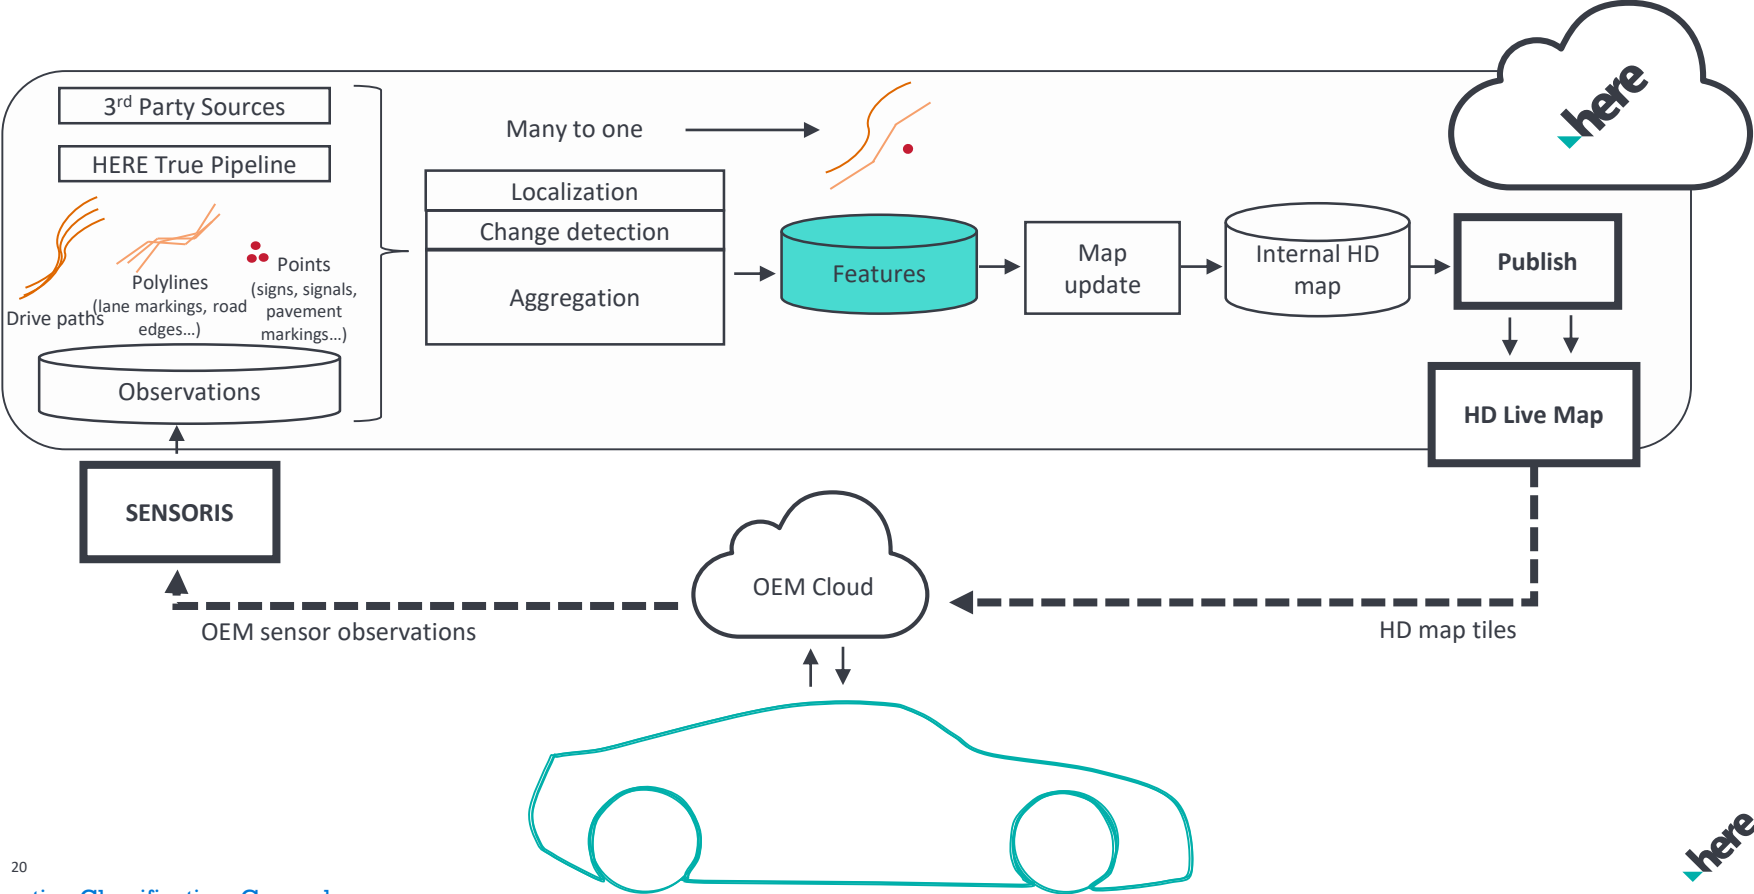 here
3rd Party Sources
HERE True Pipeline
Many to one
Localization
Change detection
Aggregation
Drive paths
Polylines
(lane markings, road
edges...)
Points
(signs, signals,
pavement
markings...)
Observations
Features
Map
update
Internal HD
map
Publish
HD Live Map
SENSORIS
OEM Cloud
OEM sensor observations
HD map tiles
20
here